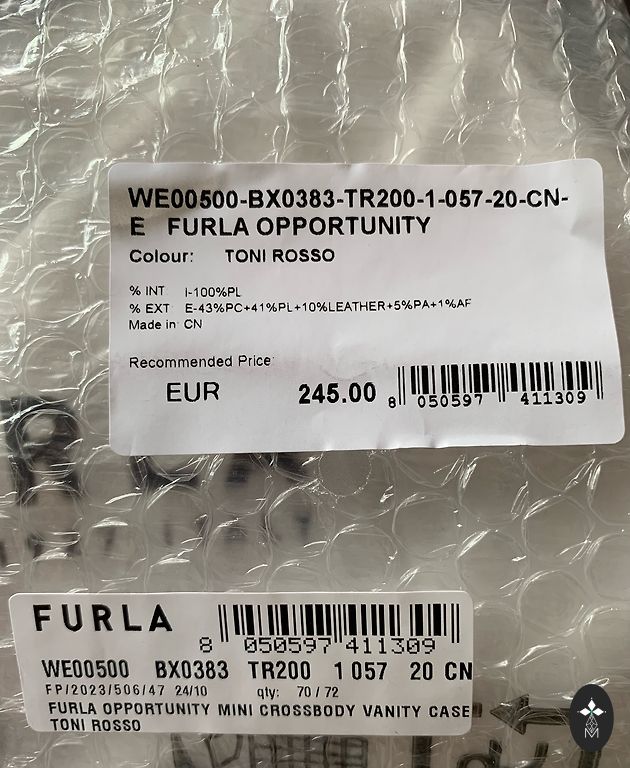 WE00500-BX0383-TR200-1-057-20-CN-
E FURLA OPPORTUNITY
Colour: TONI ROSSO
% INT I-100%PL
% EXT E-43%PC+41%PL+10%LEATHER+5%PA+1%AF
Made in: CN
Recommended Price:
EUR 245.00
8 050597 411309
FURLA
8 050597 411309
WE00500 BX0383 TR200 1 057 20 CN
FP/2023/506/47 24/10 qty: 70 / 72
FURLA OPPORTUNITY MINI CROSSBODY VANITY CASE
TONI ROSSO
M